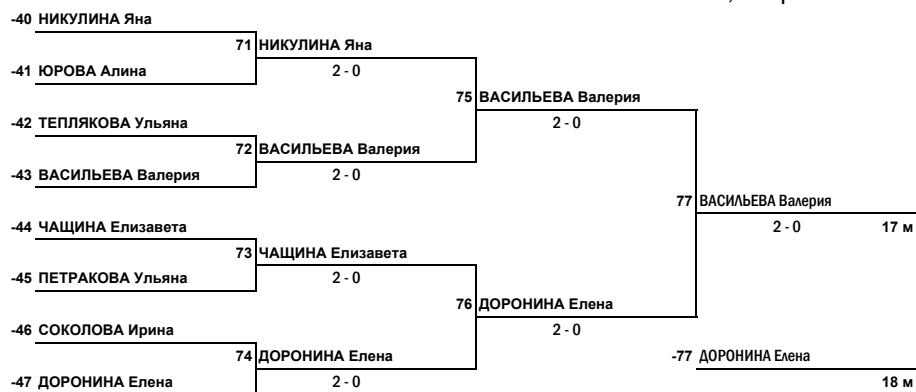 -40 НИКУЛИНА Яна
71 НИКУЛИНА Яна
-41 ЮРОВА Алина
2 - 0
75 ВАСИЛЬЕВА Валерия
-42 ТЕПЛЯКОВА Ульяна
2 - 0
72 ВАСИЛЬЕВА Валерия
-43 ВАСИЛЬЕВА Валерия
2 - 0
77 ВАСИЛЬЕВА Валерия
-44 ЧАЩИНА Елизавета
2 - 0 17 м
73 ЧАЩИНА Елизавета
-45 ПЕТРАКОВА Ульяна
2 - 0
76 ДОРОНИНА Елена
-46 СОКОЛОВА Ирина
2 - 0
74 ДОРОНИНА Елена
-77 ДОРОНИНА Елена
-47 ДОРОНИНА Елена
2 - 0
18 м